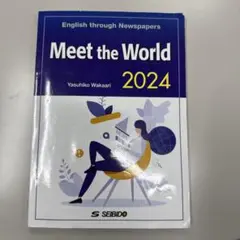 English through Newspapers
Meet the World
Yasuhiko Wakaari
2024
SEIBIDO